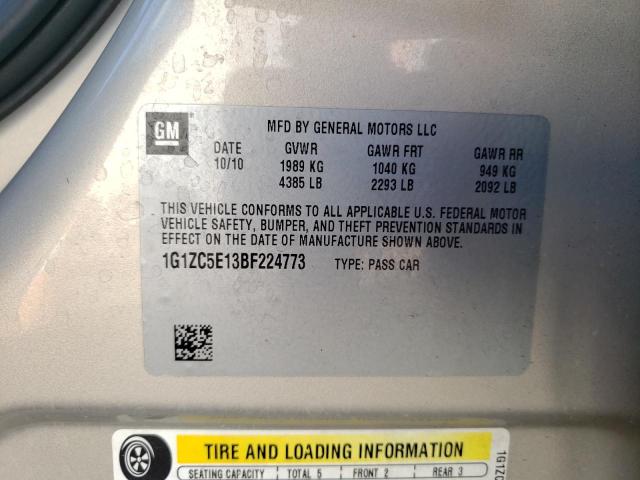 GM
MFD BY GENERAL MOTORS LLC
DATE GVWR GAWR FRT GAWR RR
10/10 1989 KG 1040 KG 949 KG
4385 LB 2293 LB 2092 LB
THIS VEHICLE CONFORMS TO ALL APPLICABLE U.S. FEDERAL MOTOR
VEHICLE SAFETY, BUMPER, AND THEFT PREVENTION STANDARDS IN
EFFECT ON THE DATE OF MANUFACTURE SHOWN ABOVE.
1G1ZC5E13BF224773 TYPE: PASS CAR
TIRE AND LOADING INFORMATION
SEATING CAPACITY TOTAL 5 FRONT 2 REAR 3
1G1ZC